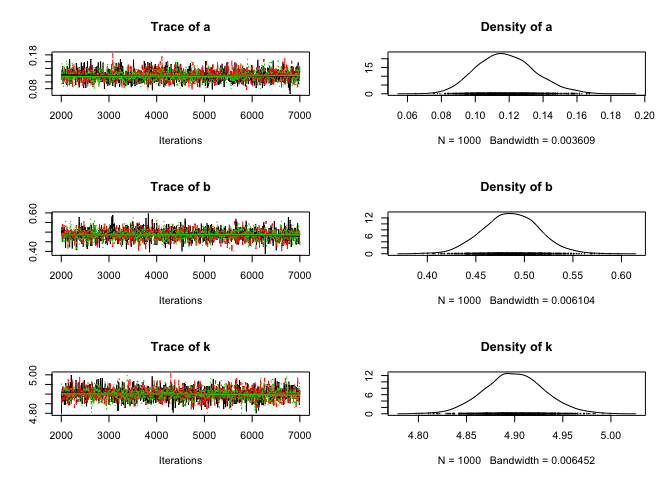 Trace of a
0.08 0.18
2000 3000 4000 5000 6000 7000
Iterations
Density of a
0 5 15
0.06 0.08 0.10 0.12 0.14 0.16 0.18 0.20
N = 1000 Bandwidth = 0.003609
Trace of b
0.40 0.60
2000 3000 4000 5000 6000 7000
Iterations
Density of b
0 6 12
0.40 0.45 0.50 0.55 0.60
N = 1000 Bandwidth = 0.006104
Trace of k
4.80 5.00
2000 3000 4000 5000 6000 7000
Iterations
Density of k
0 6 12
4.80 4.85 4.90 4.95 5.00
N = 1000 Bandwidth = 0.006452